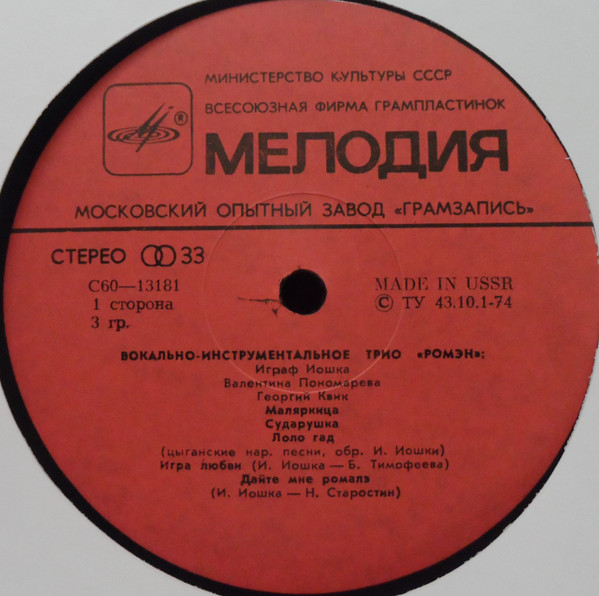 МИНИСТЕРСТВО КУЛЬТУРЫ СССР
ВСЕСОЮЗНАЯ ФИРМА ГРАМПЛАСТИНОК
®
МЕЛОДИЯ
МОСКОВСКИЙ ОПЫТНЫЙ ЗАВОД «ГРАМЗАПИСЬ»
СТЕРЕО 33
С60—13181
1 сторона
3 гр.
MADE IN USSR
© ТУ 43.10.1-74
ВОКАЛЬНО-ИНСТРУМЕНТАЛЬНОЕ ТРИО «РОМЭН»:
Играф Иошка
Валентина Пономарева
Георгий Квик
Маляркица
Сударушка
Лоло гад
(цыганские нар. песни, обр. И. Иошки)
Игра любви (И. Иошка — Б. Тимофеева)
Дайте мне ромалэ
(И. Иошка — Н. Старостин)